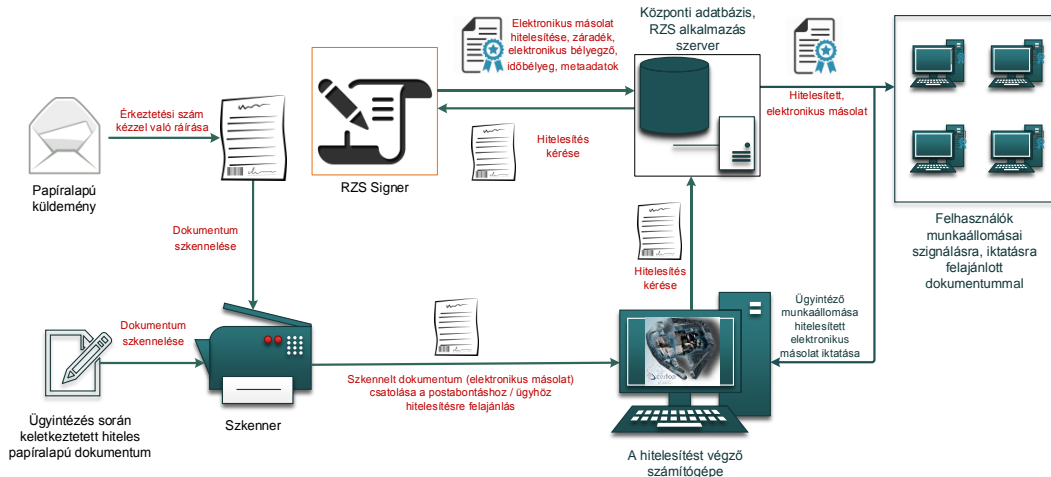 Elektronikus másolat
hitelesítése, záradék,
elektronikus bélyegző,
időbélyeg, metaadatok
Központi adatbázis,
RZS alkalmazás
szerver
Érkeztetési szám
kézzel való ráírása
Hitelesítés
kérése
Hitelesített,
elektronikus másolat
Papíralapú
küldemény
RZS Signer
Felhasználók
munkaállomásai
szignálásra, iktatásra
felajánlott
dokumentummal
Dokumentum
szkennelése
Hitelesítés
kérése
Ügyintéző
munkaállomása
hitelesített
elektronikus
másolat iktatása
Dokumentum
szkennelése
Szkennelt dokumentum (elektronikus másolat)
csatolása a postabontáshoz / ügyhöz
hitelesítésre felajánlás
Ügyintézés során
keletkeztetett hiteles
papíralapú dokumentum
Szkenner
A hitelesítést végző
számítógépe